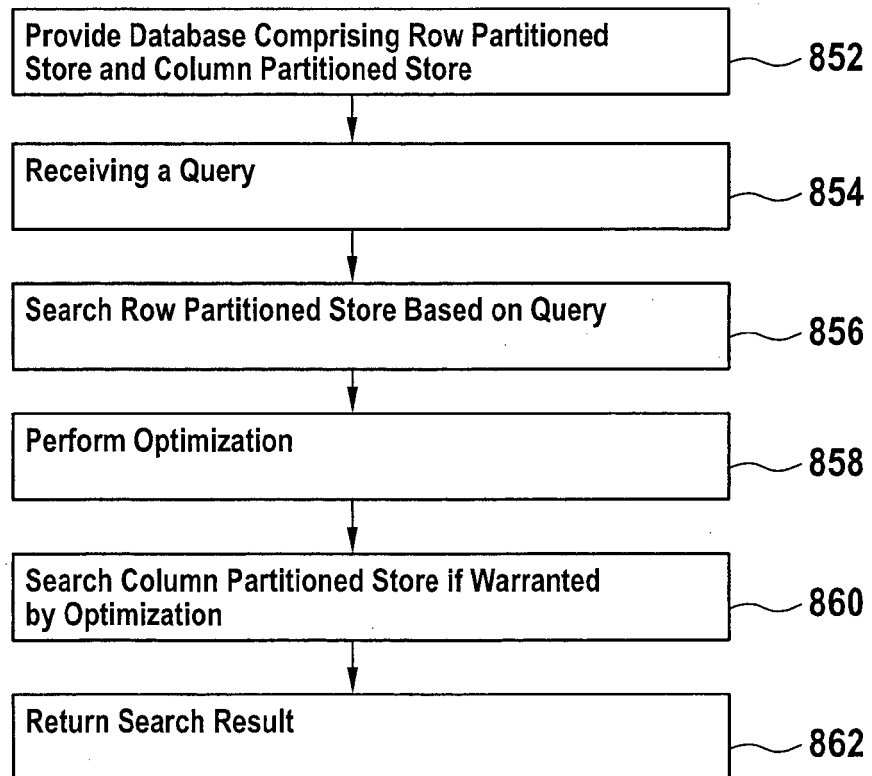 Provide Database Comprising Row Partitioned
Store and Column Partitioned Store
852
Receiving a Query
854
Search Row Partitioned Store Based on Query
856
Perform Optimization
858
Search Column Partitioned Store if Warranted
by Optimization
860
Return Search Result
862